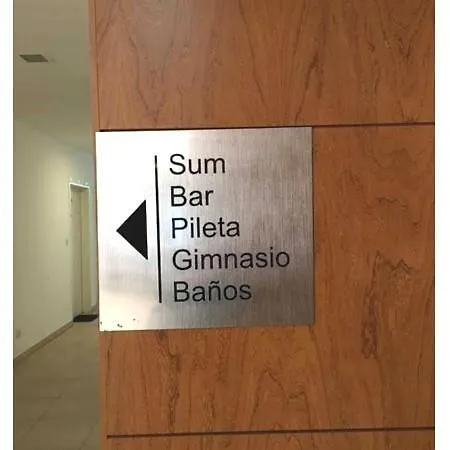 Sum
Bar
Pileta
Gimnasio
Baños